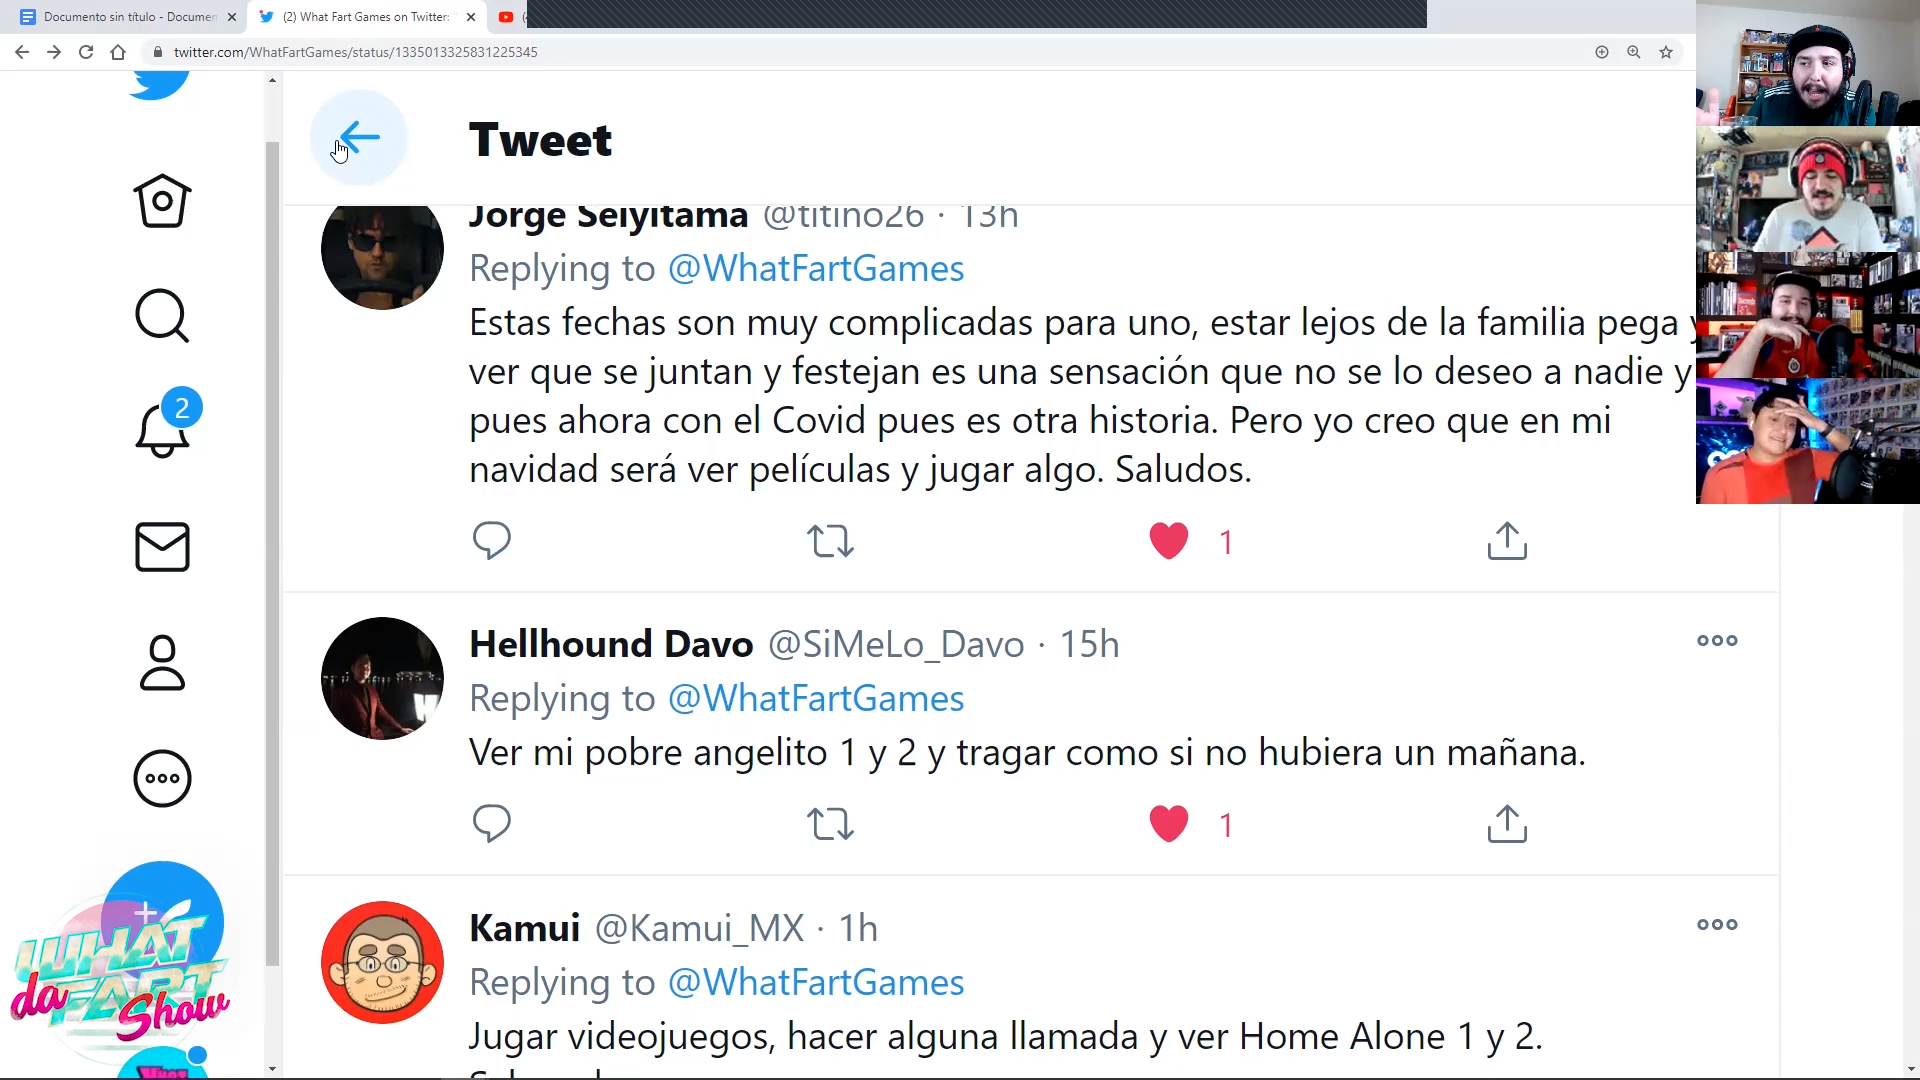 Documento sin título - Documen
(2) What Fart Games on Twitter: "
twitter.com/WhatFartGames/status/1335013325831225345
Tweet
Jorge Seiyitama @titino26 · 13h
Replying to @WhatFartGames
Estas fechas son muy complicadas para uno, estar lejos de la familia pega y
ver que se juntan y festejan es una sensación que no se lo deseo a nadie y
pues ahora con el Covid pues es otra historia. Pero yo creo que en mi
navidad será ver películas y jugar algo. Saludos.
1
2
Hellhound Davo @SiMeLo_Davo · 15h
Replying to @WhatFartGames
Ver mi pobre angelito 1 y 2 y tragar como si no hubiera un mañana.
1
Kamui @Kamui_MX · 1h
Replying to @WhatFartGames
Jugar videojuegos, hacer alguna llamada y ver Home Alone 1 y 2.
WHAT
da FART
Show